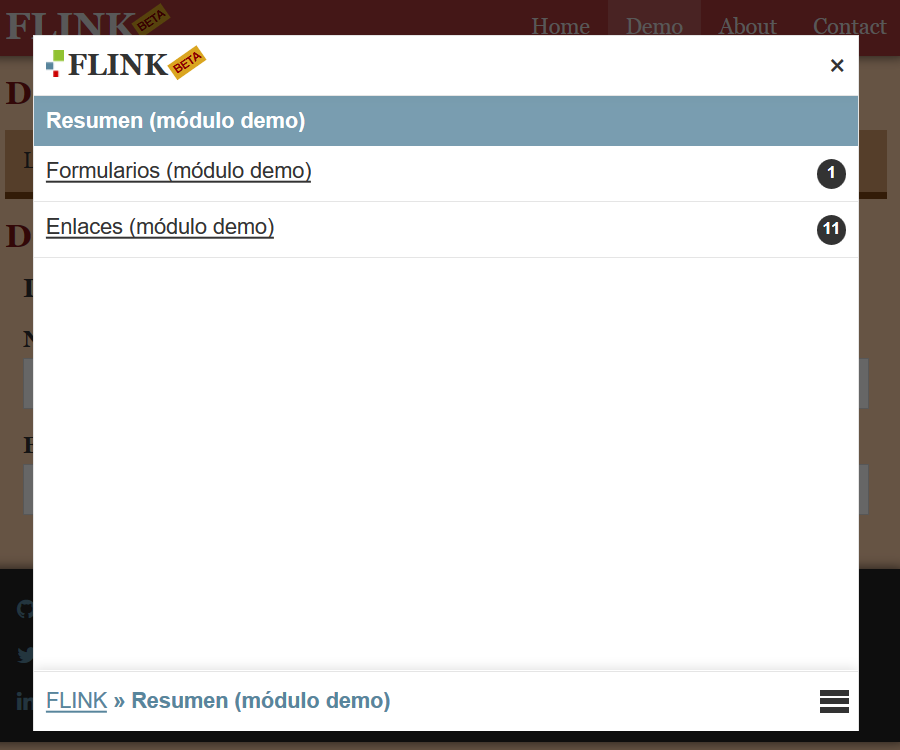 FLINK BETA
Home Demo About Contact
FLINK BETA ×
Resumen (módulo demo)
Formularios (módulo demo) 1
Enlaces (módulo demo) 11
FLINK » Resumen (módulo demo)